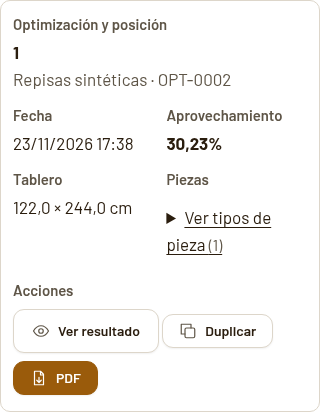 Optimización y posición
1
Repisas sintéticas · OPT-0002
Fecha
Aprovechamiento
23/11/2026 17:38
30,23%
Tablero
Piezas
122,0 × 244,0 cm
▶ Ver tipos de
pieza (1)
Acciones
Ver resultado
Duplicar
PDF